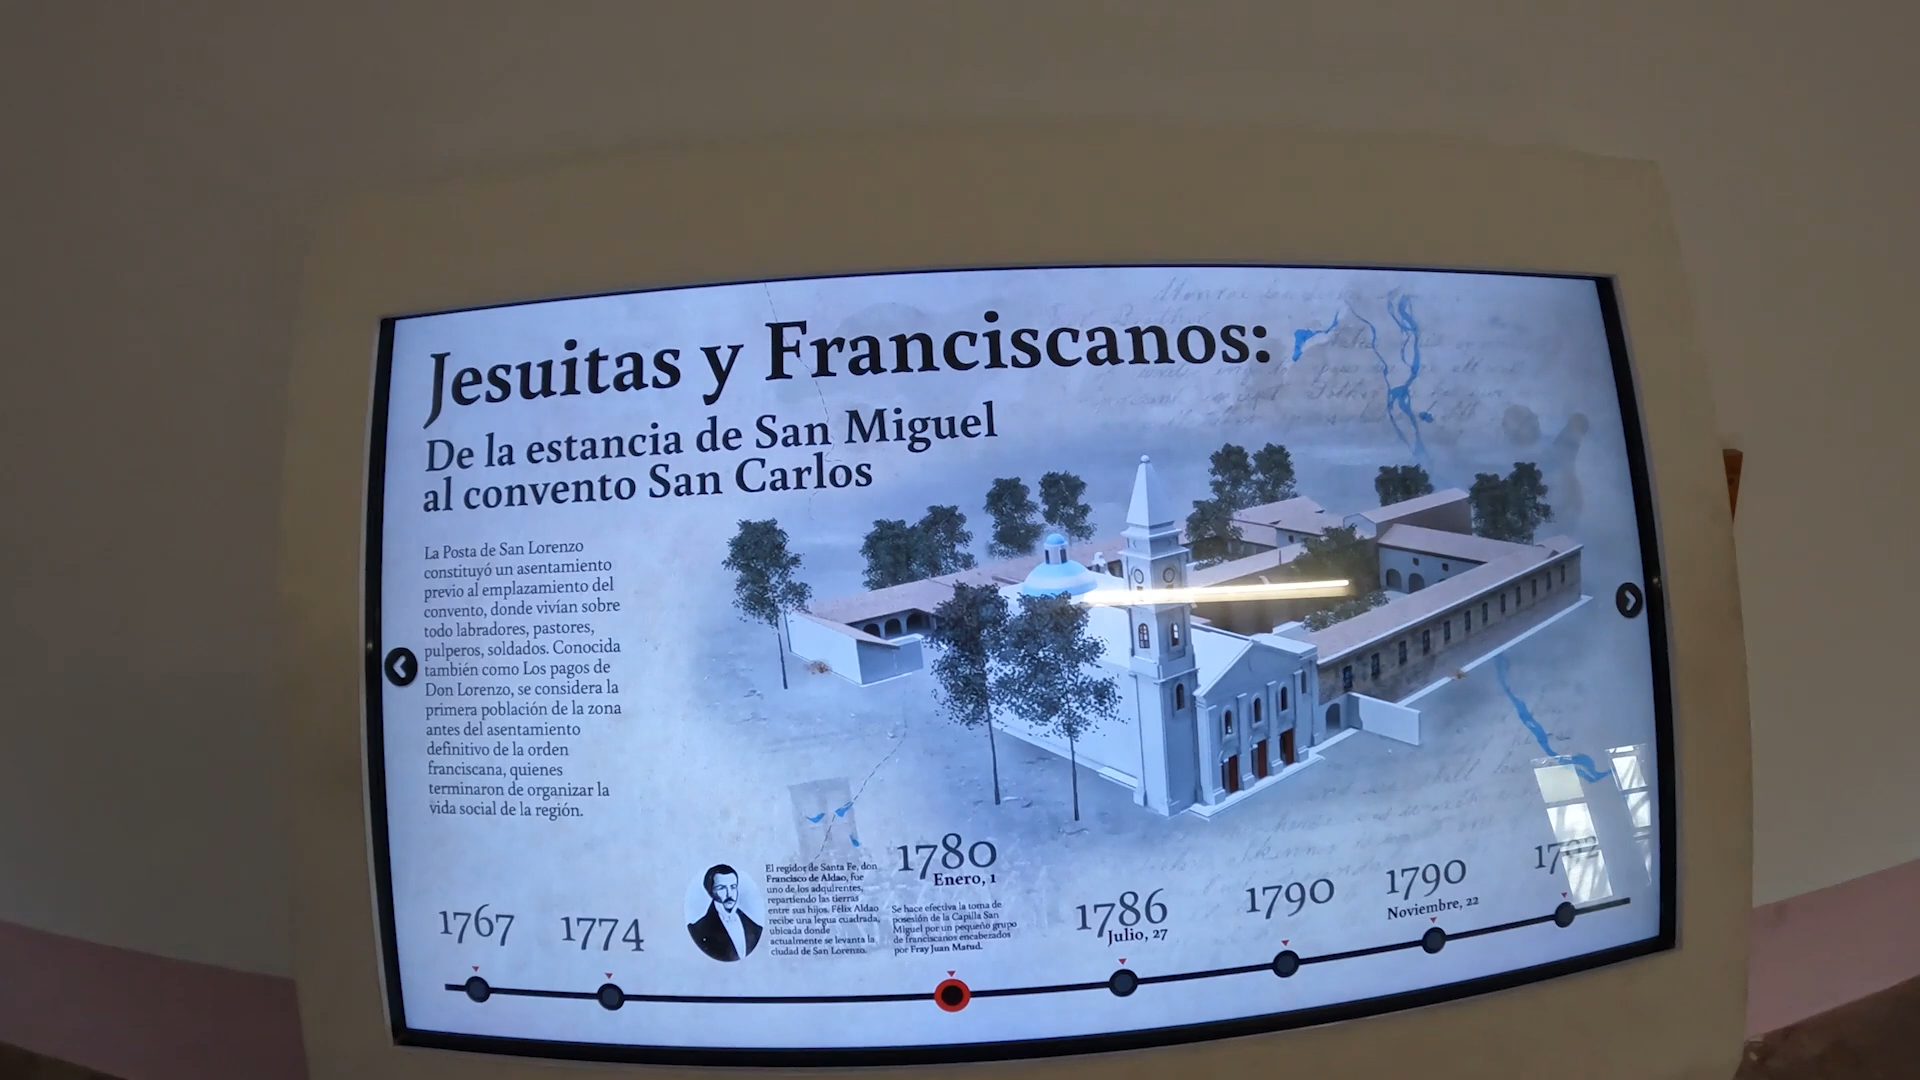 Jesuitas y Franciscanos:
De la estancia de San Miguel
al convento San Carlos
La Posta de San Lorenzo
constituyó un asentamiento
previo al emplazamiento del
convento, donde vivían sobre
todo labradores, pastores,
pulperos, soldados. Conocida
también como Los pagos de
Don Lorenzo, se considera la
primera población de la zona
antes del asentamiento
definitivo de la orden
franciscana, quienes
terminaron de organizar la
vida social de la región.
1767
1774
El regidor de Santa Fe, don
Francisco de Aldao, fue
uno de los adquirentes,
repartiendo las tierras
entre sus hijos. Félix Aldao
recibe una legua cuadrada,
ubicada donde
actualmente se levanta la
ciudad de San Lorenzo.
1780
Enero, 1
Se hace efectiva la toma de
posesión de la Capilla San
Miguel por un pequeño grupo
de franciscanos encabezados
por Fray Juan Matud.
1786
Julio, 27
1790
1790
Noviembre, 22
1792